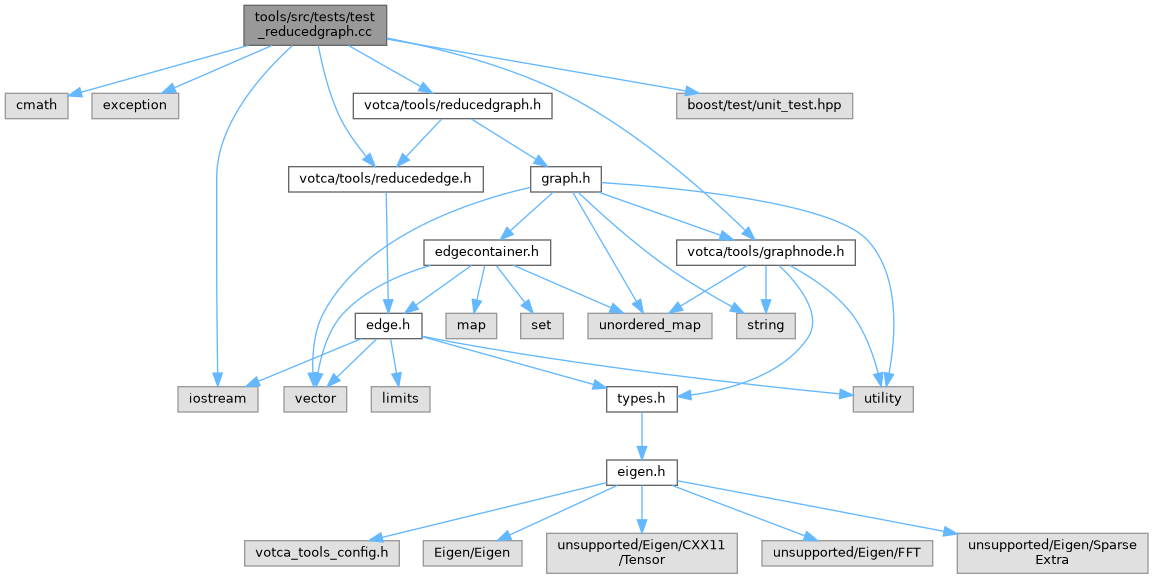 tools/src/tests/test
_reducedgraph.cc
cmath
exception
votca/tools/reducedgraph.h
boost/test/unit_test.hpp
votca/tools/reducededge.h
graph.h
edgecontainer.h
votca/tools/graphnode.h
edge.h
map
set
unordered_map
string
iostream
vector
limits
types.h
utility
eigen.h
votca_tools_config.h
Eigen/Eigen
unsupported/Eigen/CXX11
/Tensor
unsupported/Eigen/FFT
unsupported/Eigen/Sparse
Extra